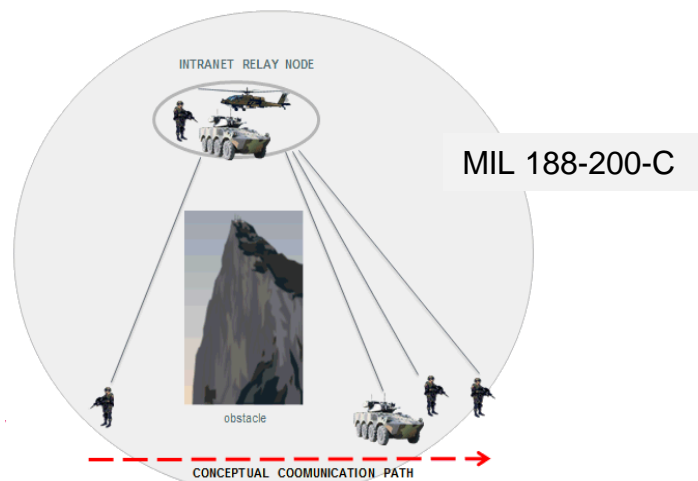 INTRANET RELAY NODE
MIL 188-200-C
obstacle
CONCEPTUAL COOMUNICATION PATH